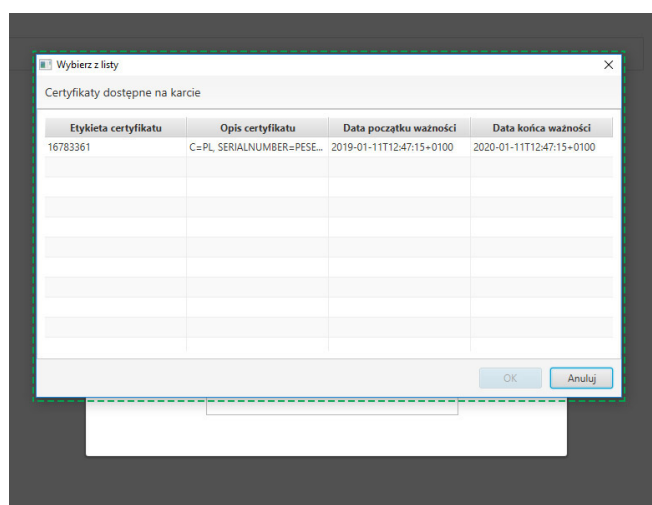 Wybierz z listy
Certyfikaty dostępne na karcie
Etykieta certyfikatu Opis certyfikatu Data początku ważności Data końca ważności
16783361 C=PL, SERIALNUMBER=PESE... 2019-01-11T12:47:15+0100 2020-01-11T12:47:15+0100
OK Anuluj